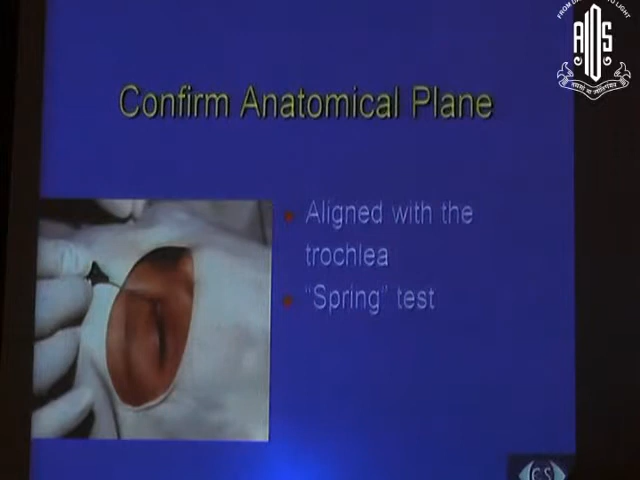 AIOS
Confirm Anatomical Plane
Aligned with the
trochlea
"Spring" test